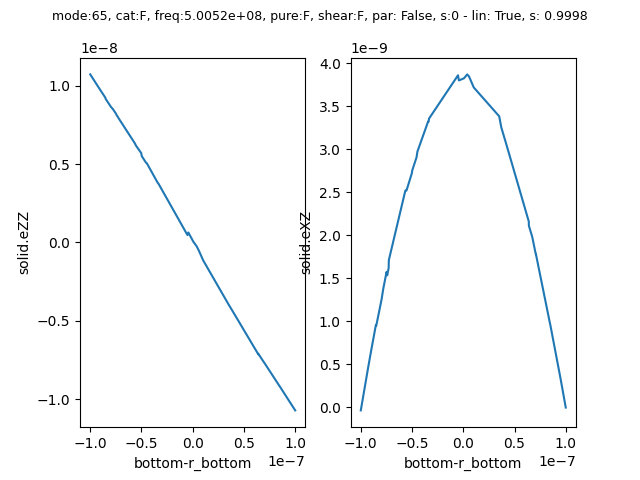 mode:65, cat:F, freq:5.0052e+08, pure:F, shear:F, par: False, s:0 - lin: True, s: 0.9998
1e−8
1.0
0.5
0.0
−0.5
−1.0
solid.eZZ
−1.0 −0.5 0.0 0.5 1.0
bottom-r_bottom 1e−7
1e−9
4.0
3.5
3.0
2.5
2.0
1.5
1.0
0.5
0.0
solid.eXZ
−1.0 −0.5 0.0 0.5 1.0
bottom-r_bottom 1e−7